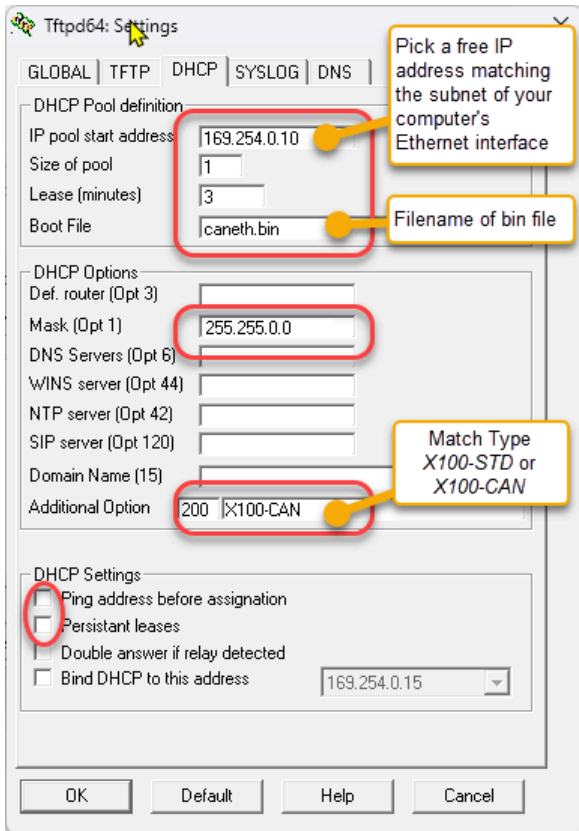 Tftpd64: Settings
GLOBAL TFTP DHCP SYSLOG DNS
Pick a free IP
address matching
the subnet of your
computer's
Ethernet interface
DHCP Pool definition
IP pool start address 169.254.0.10
Size of pool 1
Lease (minutes) 3
Boot File caneth.bin
Filename of bin file
DHCP Options
Def. router (Opt 3)
Mask (Opt 1) 255.255.0.0
DNS Servers (Opt 6)
WINS server (Opt 44)
NTP server (Opt 42)
SIP server (Opt 120)
Match Type
X100-STD or
X100-CAN
Domain Name (15)
Additional Option 200 X100-CAN
DHCP Settings
Ping address before assignation
Persistant leases
Double answer if relay detected
Bind DHCP to this address 169.254.0.15
OK Default Help Cancel